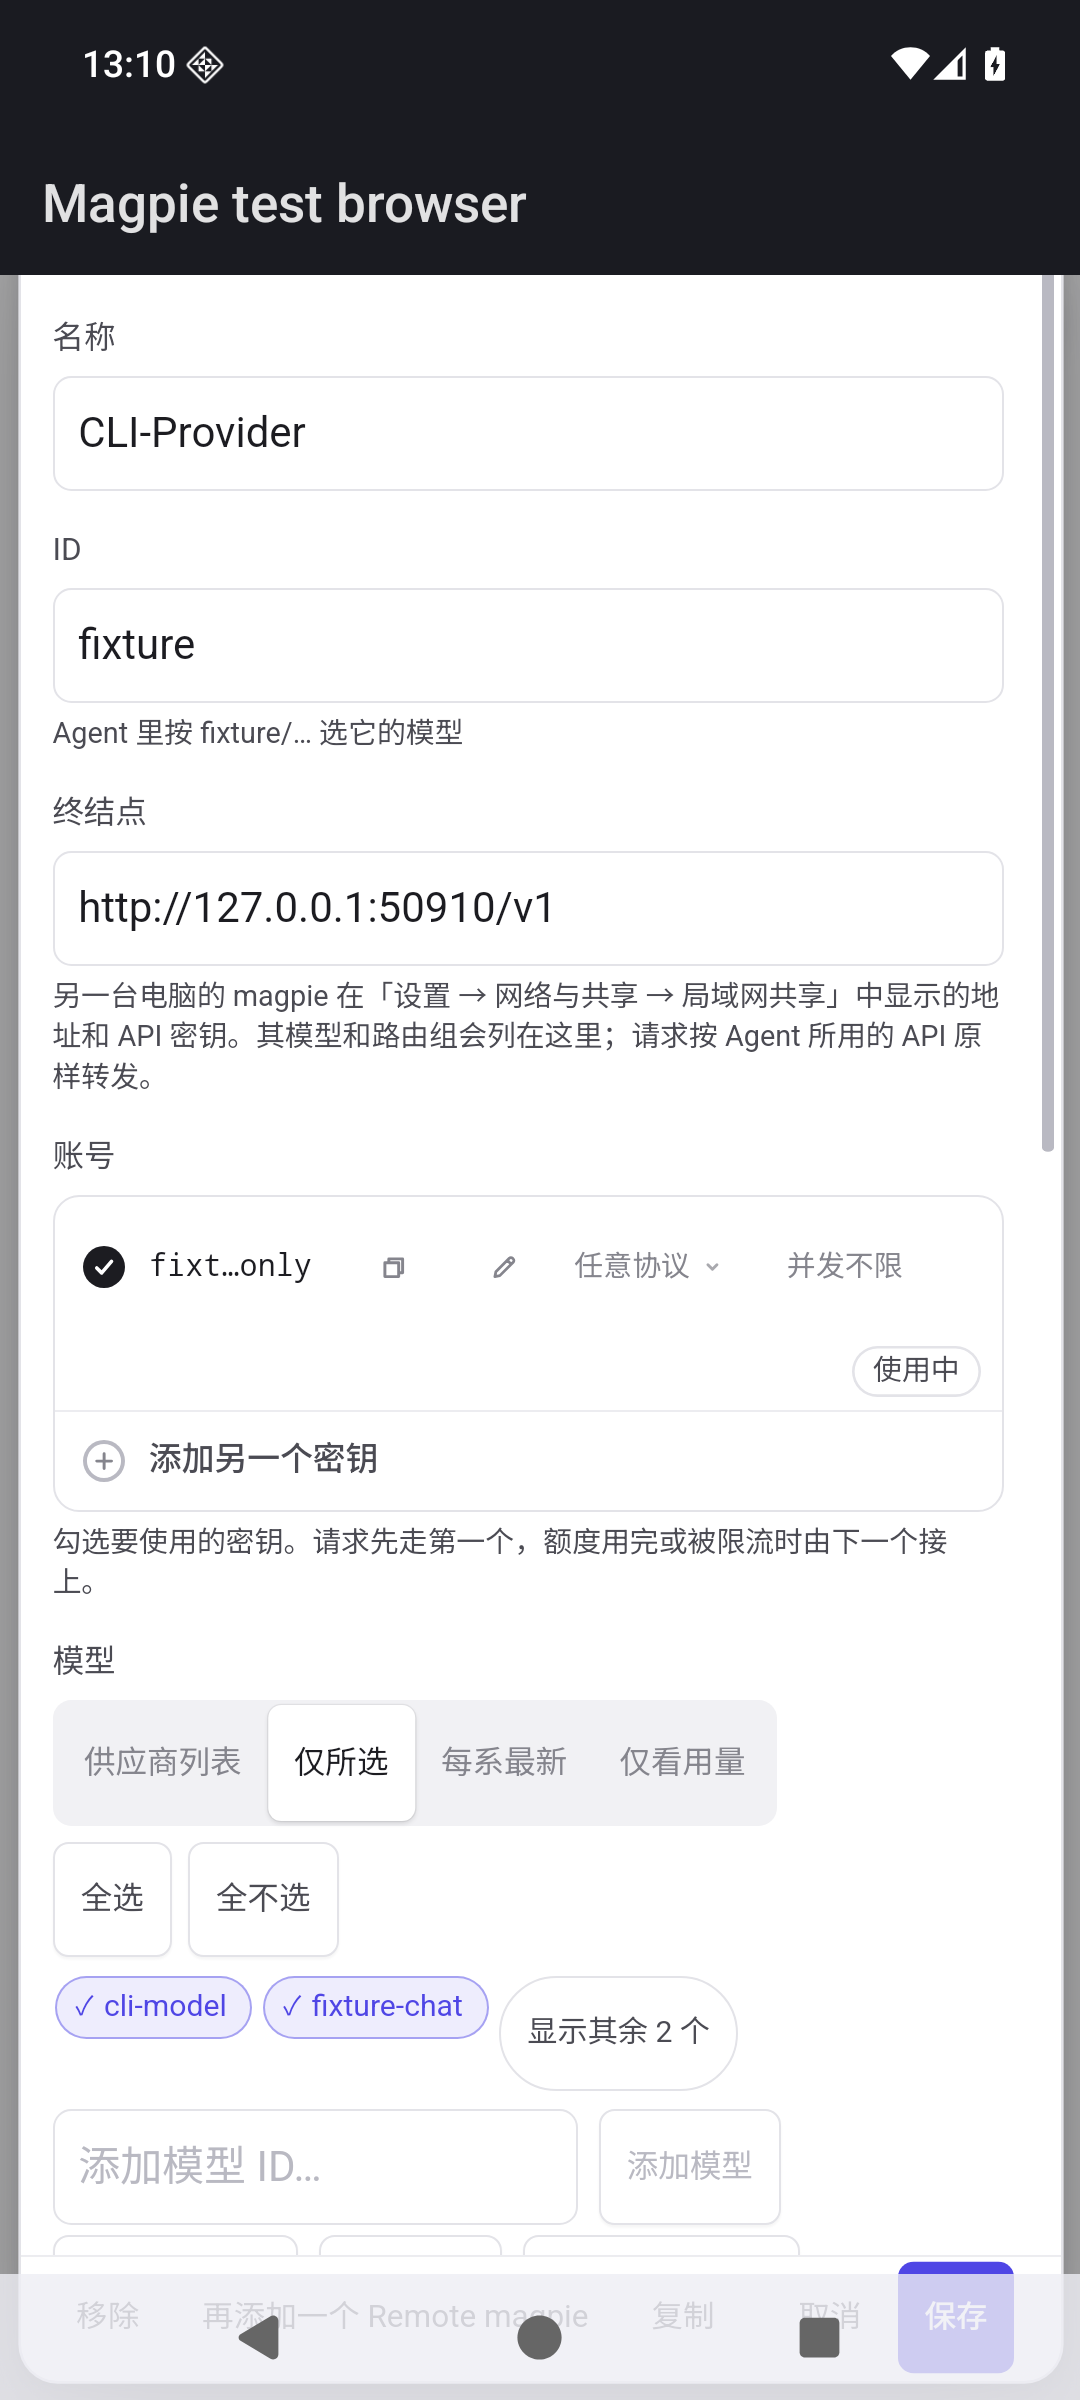 13:10
Magpie test browser
名称
CLI-Provider
ID
fixture
Agent 里按 fixture/... 选它的模型
终结点
http://127.0.0.1:50910/v1
另一台电脑的 magpie 在「设置 → 网络与共享 → 局域网共享」中显示的地
址和 API 密钥。其模型和路由组会列在这里；请求按 Agent 所用的 API 原
样转发。
账号
fixt…only 任意协议 并发不限
使用中
添加另一个密钥
勾选要使用的密钥。请求先走第一个，额度用完或被限流时由下一个接
上。
模型
供应商列表 仅所选 每系最新 仅看用量
全选 全不选
✓ cli-model ✓ fixture-chat 显示其余 2 个
添加模型 ID... 添加模型
移除 再添加一个 Remote magpie 复制 取消 保存